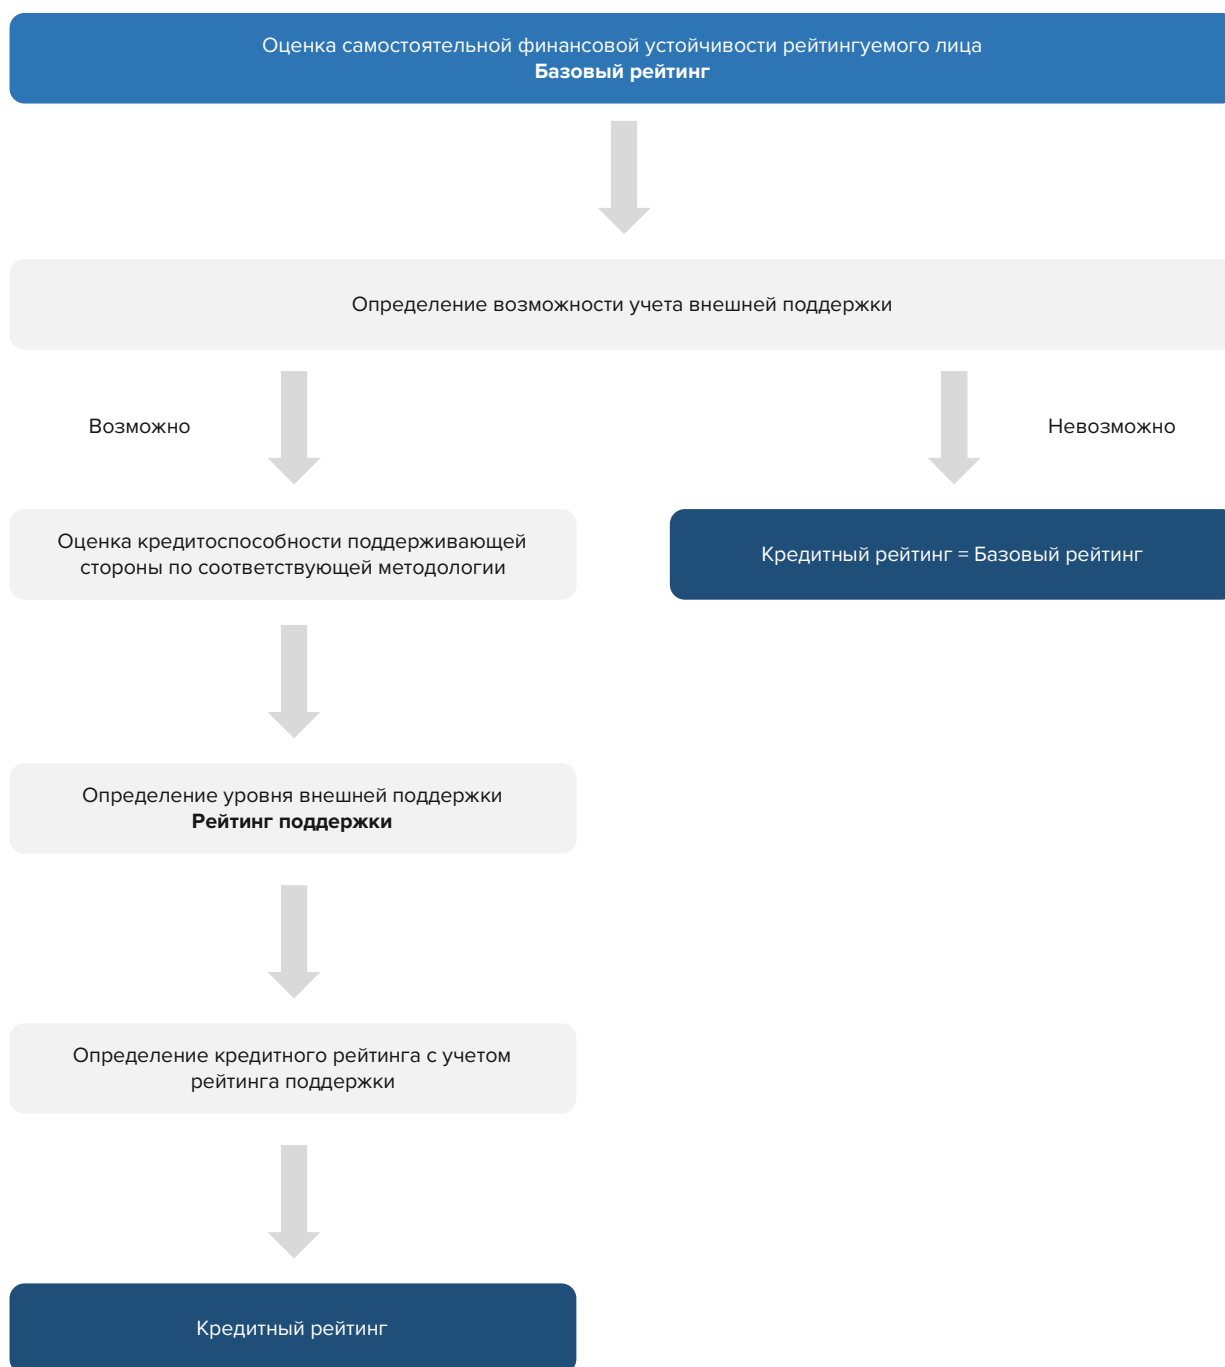 Оценка самостоятельной финансовой устойчивости рейтингуемого лица
Базовый рейтинг
Определение возможности учета внешней поддержки
Возможно
Невозможно
Оценка кредитоспособности поддерживающей
стороны по соответствующей методологии
Кредитный рейтинг = Базовый рейтинг
Определение уровня внешней поддержки
Рейтинг поддержки
Определение кредитного рейтинга с учетом
рейтинга поддержки
Кредитный рейтинг